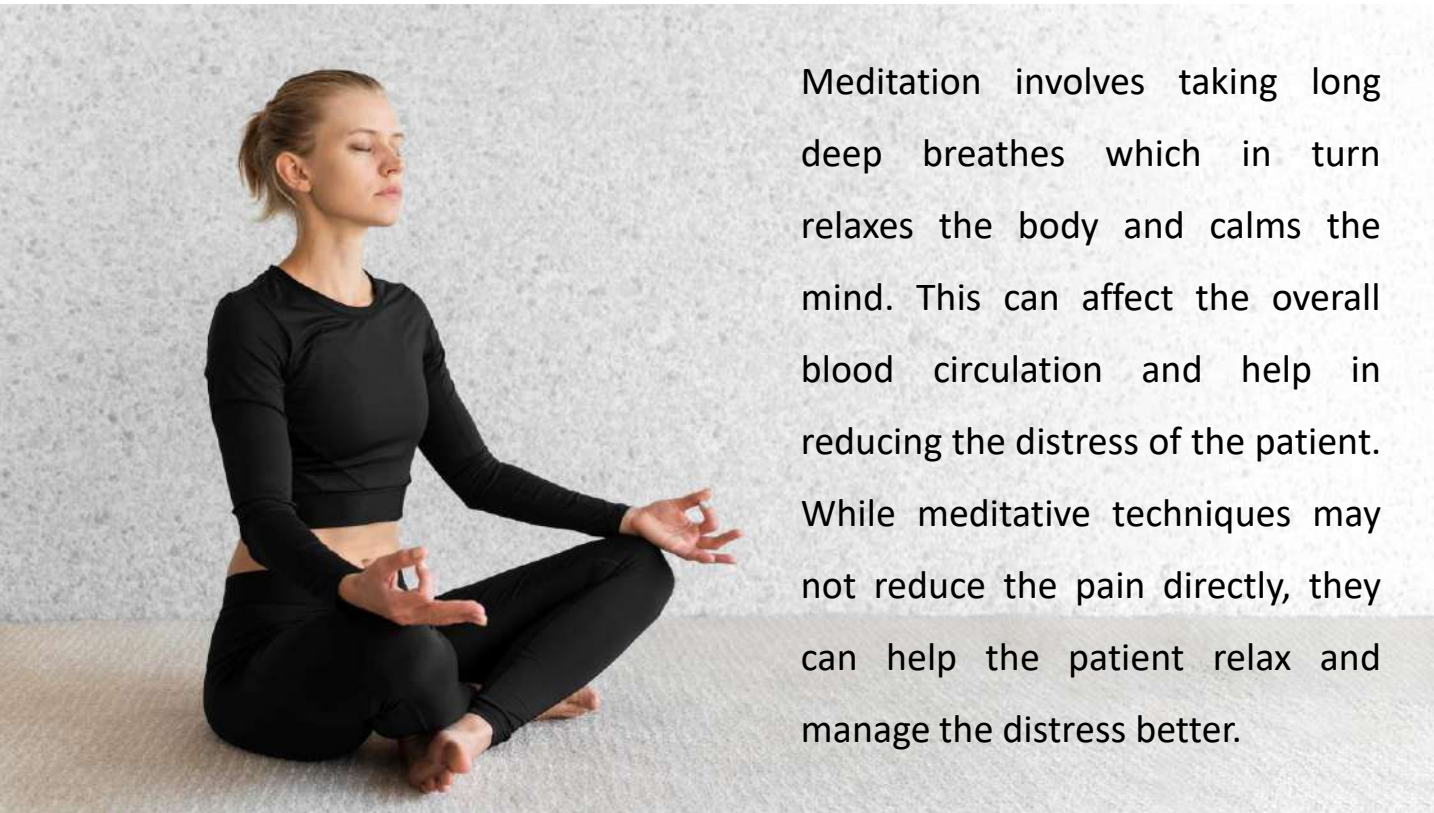 Meditation involves taking long
deep breathes which in turn
relaxes the body and calms the
mind. This can affect the overall
blood circulation and help in
reducing the distress of the patient.
While meditative techniques may
not reduce the pain directly, they
can help the patient relax and
manage the distress better.